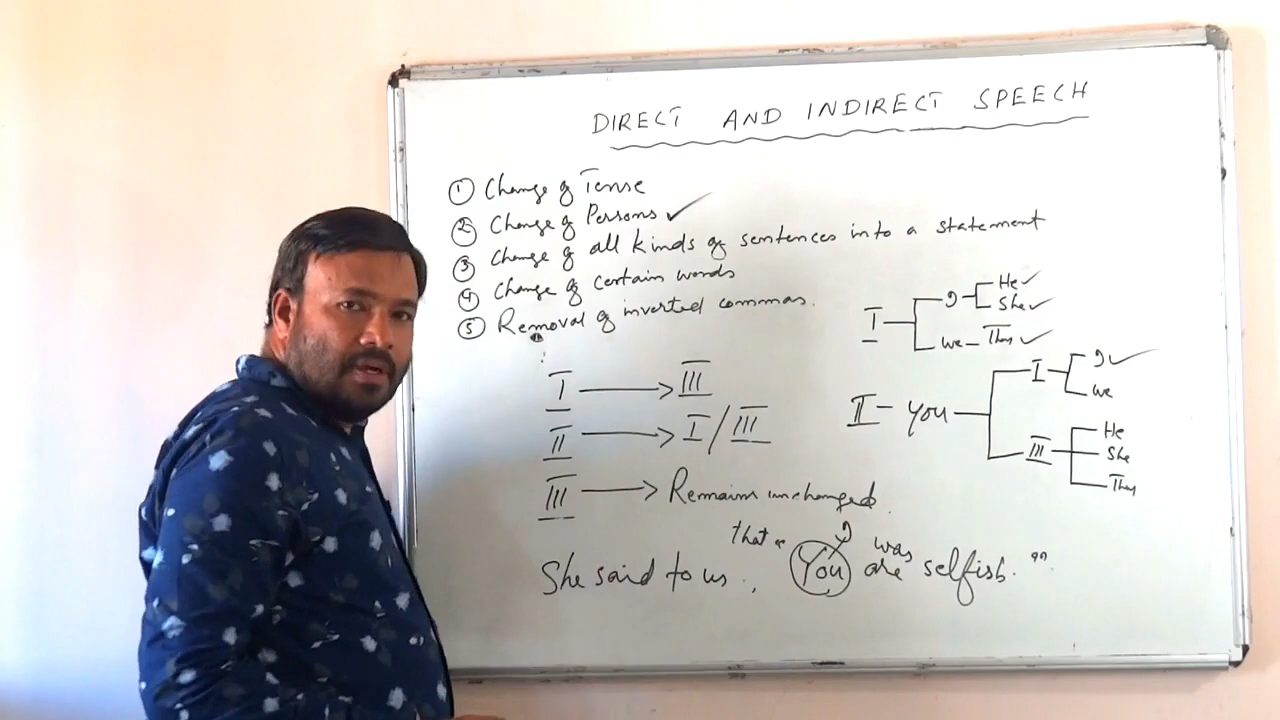 DIRECT AND INDIRECT SPEECH
① Change of Tense
② Change of Persons ✓
③ Change of all kinds of sentences into a statement
④ Change of certain words
⑤ Removal of inverted commas.
I → III
II → I/III
III → Remains unchanged.
I
I
He ✓
She ✓
We - They ✓
II - You
I
I ✓
We
III
He
She
They
that I was
She said to us, "You are selfish."